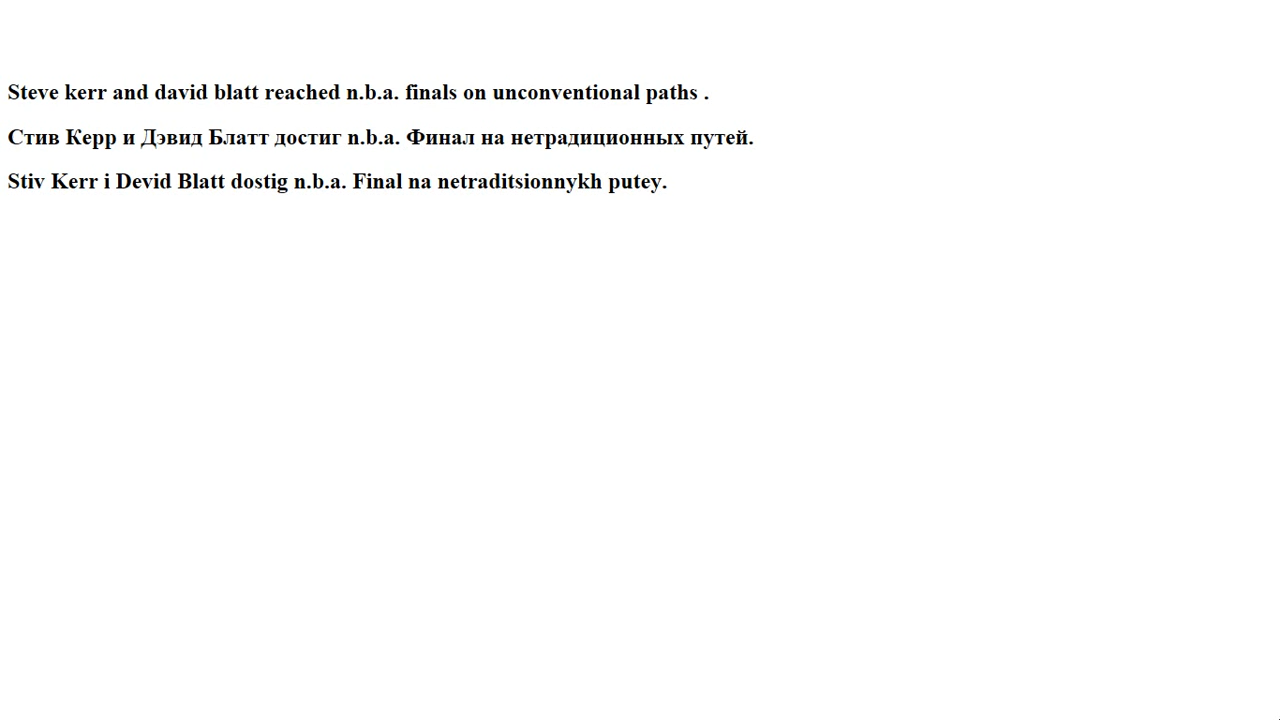 Steve kerr and david blatt reached n.b.a. finals on unconventional paths .
Стив Керр и Дэвид Блатт достиг n.b.a. Финал на нетрадиционных путей.
Stiv Kerr i Devid Blatt dostig n.b.a. Final na netraditsionnykh putey.